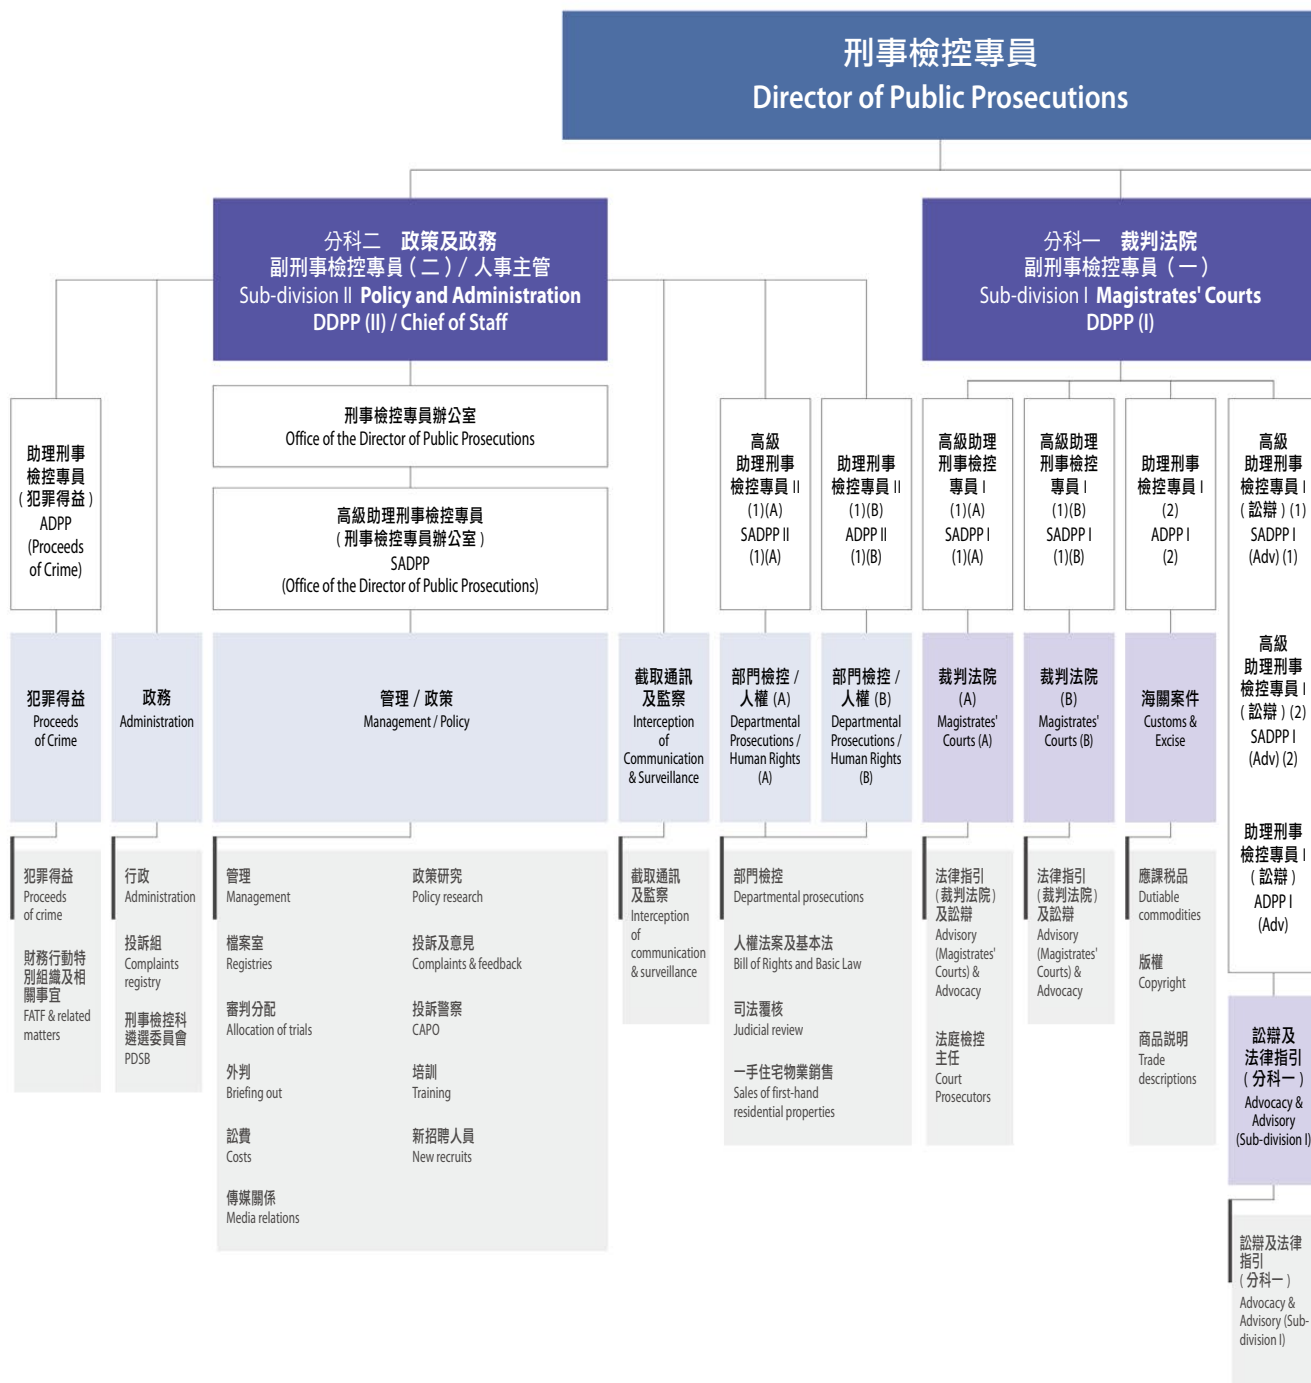 刑事檢控專員
Director of Public Prosecutions
分科二 政策及政務
副刑事檢控專員（二）/ 人事主管
Sub-division II Policy and Administration
DDPP (II) / Chief of Staff
分科一 裁判法院
副刑事檢控專員（一）
Sub-division I Magistrates' Courts
DDPP (I)
助理刑事
檢控專員
（犯罪得益）
ADPP
(Proceeds
of Crime)
刑事檢控專員辦公室
Office of the Director of Public Prosecutions
高級助理刑事檢控專員
（刑事檢控專員辦公室）
SADPP
(Office of the Director of Public Prosecutions)
高級
助理刑事
檢控專員 II
(1)(A)
SADPP II
(1)(A)
助理刑事
檢控專員 II
(1)(B)
ADPP II
(1)(B)
高級助理
刑事檢控
專員 I
(1)(A)
SADPP I
(1)(A)
高級助理
刑事檢控
專員 I
(1)(B)
SADPP I
(1)(B)
助理刑事
檢控專員 I
(2)
ADPP I
(2)
高級
助理刑事
檢控專員 I
（訟辯）(1)
SADPP I
(Adv) (1)
高級
助理刑事
檢控專員 I
（訟辯）(2)
SADPP I
(Adv) (2)
助理刑事
檢控專員 I
（訟辯）
ADPP I
(Adv)
犯罪得益
Proceeds
of Crime
政務
Administration
管理 / 政策
Management / Policy
截取通訊
及監察
Interception
of
Communication
& Surveillance
部門檢控 /
人權 (A)
Departmental
Prosecutions /
Human Rights
(A)
部門檢控 /
人權 (B)
Departmental
Prosecutions /
Human Rights
(B)
裁判法院
(A)
Magistrates'
Courts (A)
裁判法院
(B)
Magistrates'
Courts (B)
海關案件
Customs &
Excise
犯罪得益
Proceeds
of crime
財務行動特
別組織及相
關事宜
FATF & related
matters
行政
Administration
投訴組
Complaints
registry
刑事檢控科
遴選委員會
PDSB
管理
Management
檔案室
Registries
審判分配
Allocation of trials
外判
Briefing out
訟費
Costs
傳媒關係
Media relations
政策研究
Policy research
投訴及意見
Complaints & feedback
投訴警察
CAPO
培訓
Training
新招聘人員
New recruits
截取通訊
及監察
Interception
of
communication
& surveillance
部門檢控
Departmental prosecutions
人權法案及基本法
Bill of Rights and Basic Law
司法覆核
Judicial review
一手住宅物業銷售
Sales of first-hand
residential properties
法律指引
（裁判法院）
及訟辯
Advisory
(Magistrates'
Courts) &
Advocacy
法庭檢控
主任
Court
Prosecutors
法律指引
（裁判法院）
及訟辯
Advisory
(Magistrates'
Courts) &
Advocacy
應課税品
Dutiable
commodities
版權
Copyright
商品説明
Trade
descriptions
訟辯及
法律指引
（分科一）
Advocacy &
Advisory
(Sub-division I)
訟辯及法律
指引
（分科一）
Advocacy &
Advisory (Sub-
division I)